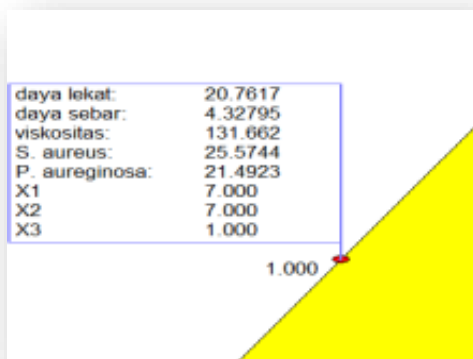 daya lekat: 20.7617
daya sebar: 4.32795
viskositas: 131.662
S. aureus: 25.5744
P. aureginosa: 21.4923
X1 7.000
X2 7.000
X3 1.000
1.000